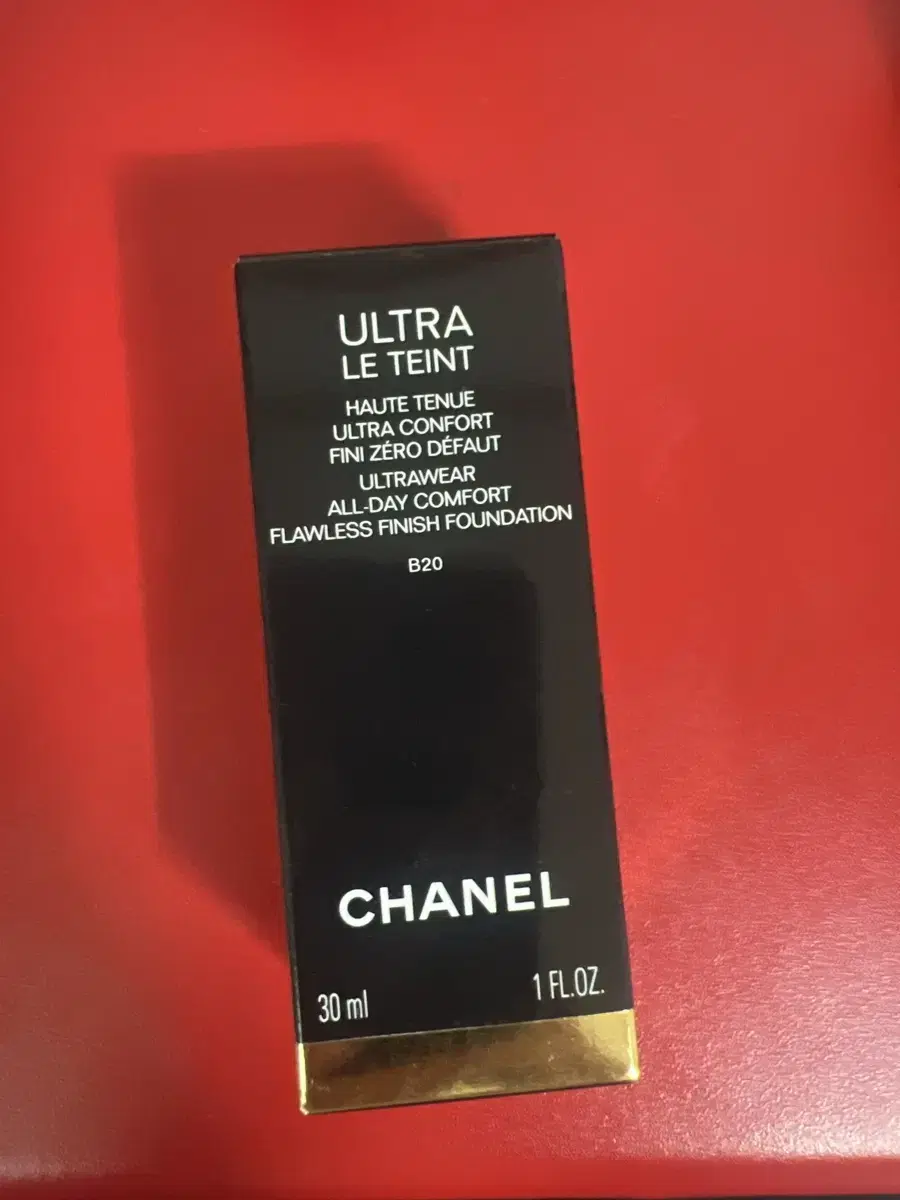 ULTRA
LE TEINT
HAUTE TENUE
ULTRA CONFORT
FINI ZÉRO DÉFAUT
ULTRAWEAR
ALL-DAY COMFORT
FLAWLESS FINISH FOUNDATION
B20
CHANEL
30 ml 1 FL.OZ.